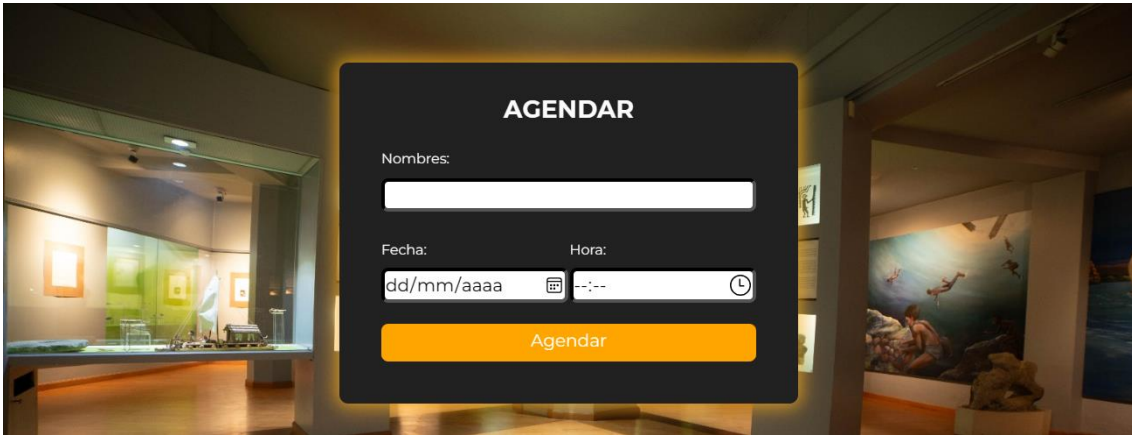 AGENDAR
Nombres:
Fecha: Hora:
dd/mm/aaaa --:--
Agendar